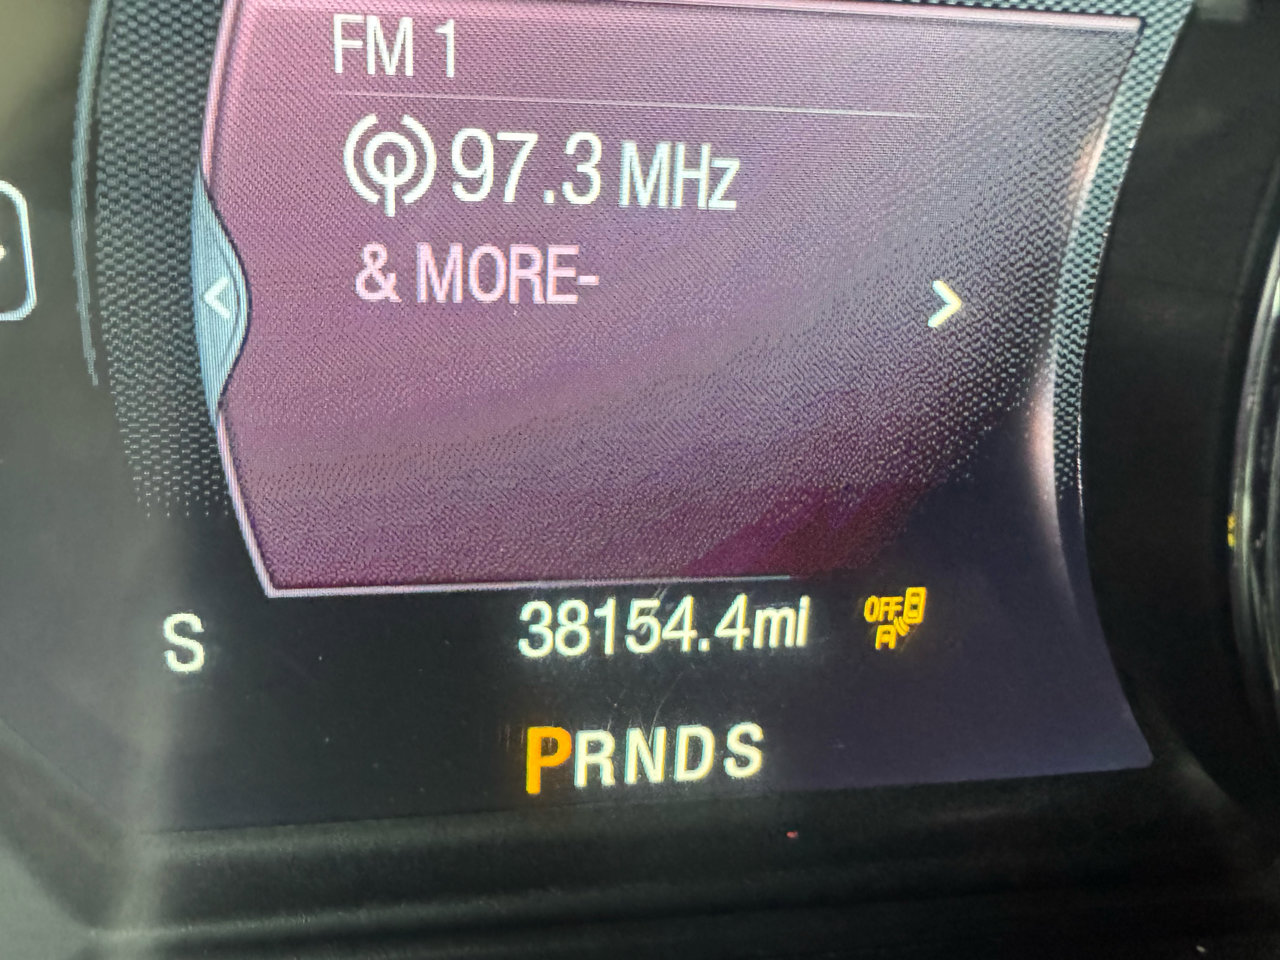 FM 1
97.3 MHz
& MORE-
<
>
S
38154.4mi
OFF
A
PRNDS